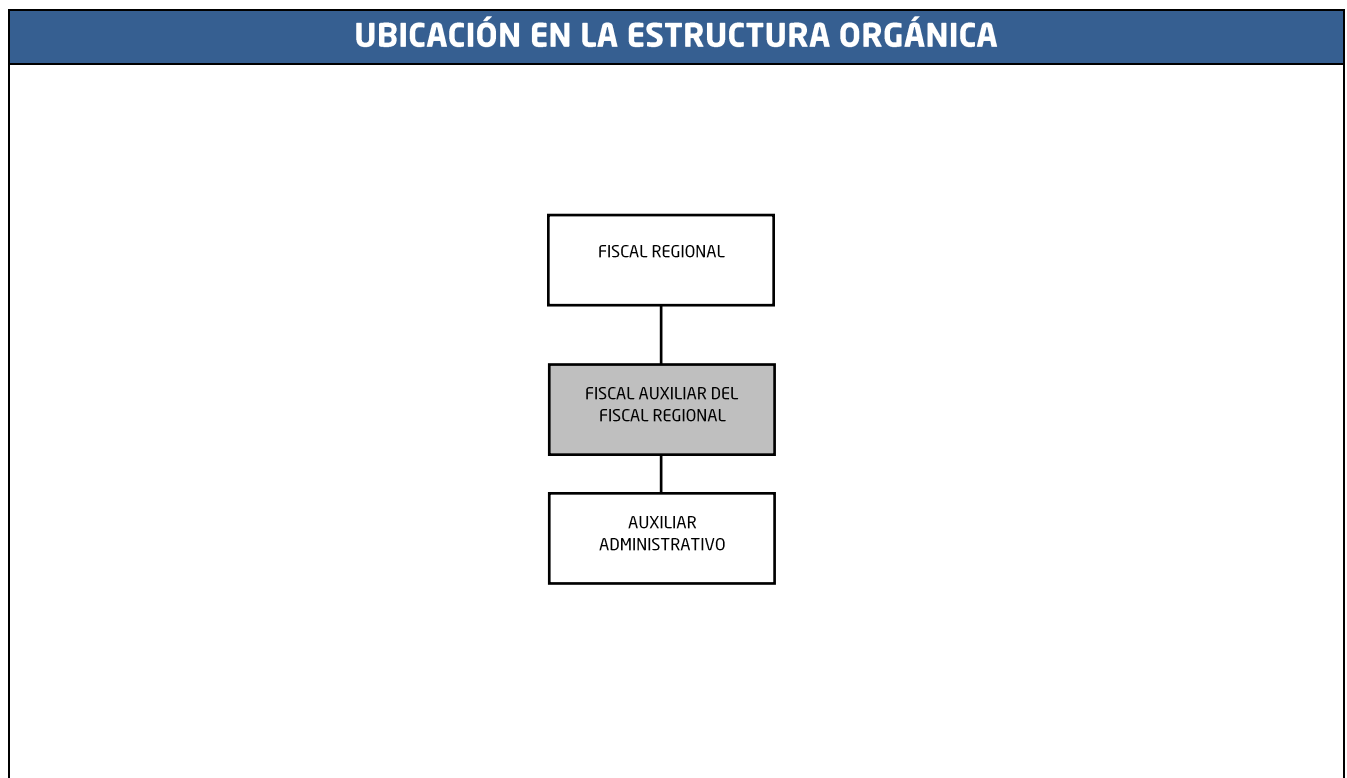 UBICACIÓN EN LA ESTRUCTURA ORGÁNICA
FISCAL REGIONAL
FISCAL AUXILIAR DEL
FISCAL REGIONAL
AUXILIAR
ADMINISTRATIVO